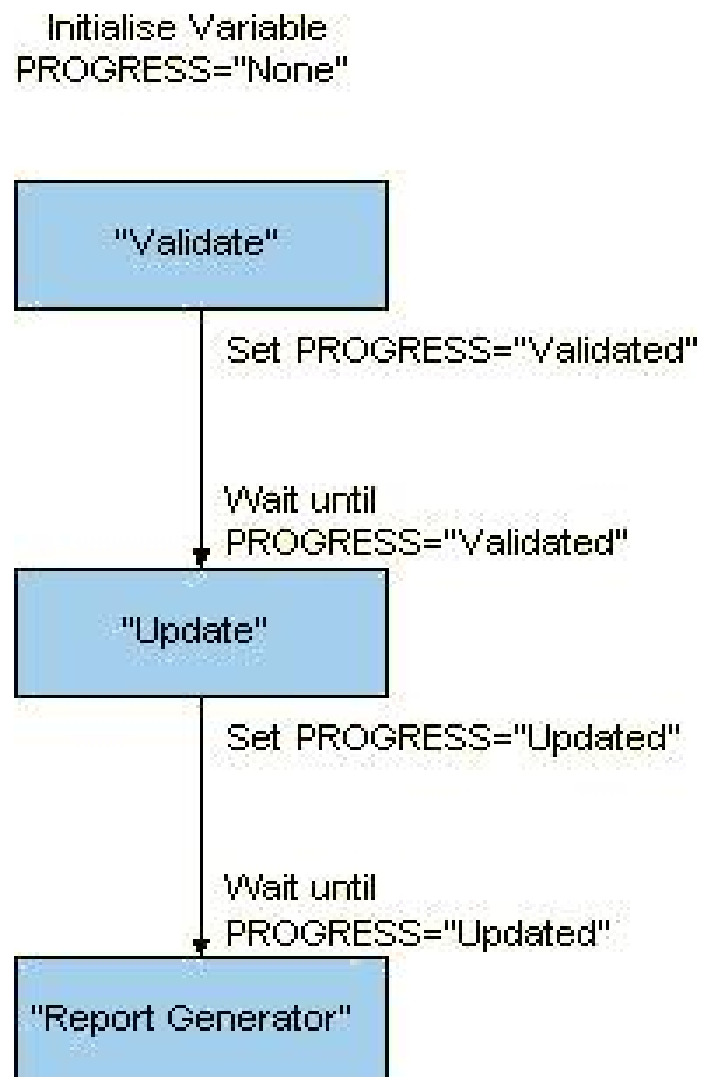 Initialise Variable
PROGRESS="None"
"Validate"
Set PROGRESS="Validated"
Wait until
PROGRESS="Validated"
"Update"
Set PROGRESS="Updated"
Wait until
PROGRESS="Updated"
"Report Generator"